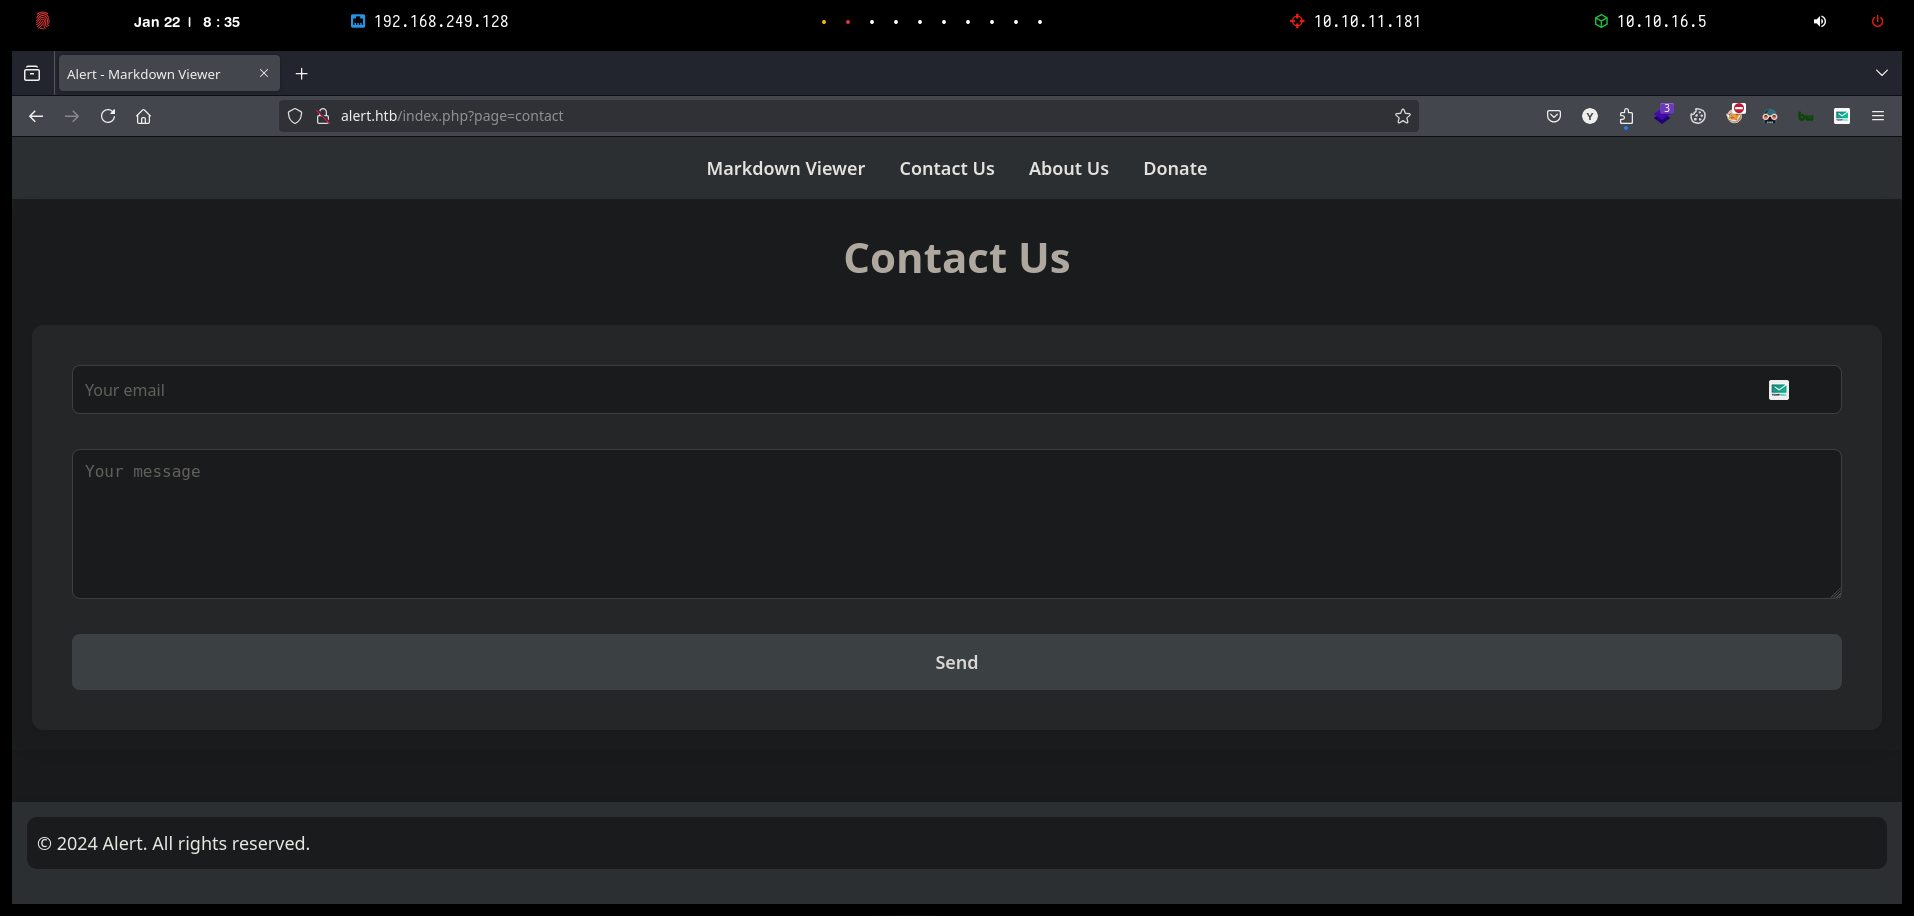 Jan 22 | 8 : 35 192.168.249.128 10.10.11.181 10.10.16.5
Alert - Markdown Viewer
alert.htb/index.php?page=contact
Y
3
bw
Markdown Viewer Contact Us About Us Donate
Contact Us
Your email
Your message
Send
© 2024 Alert. All rights reserved.